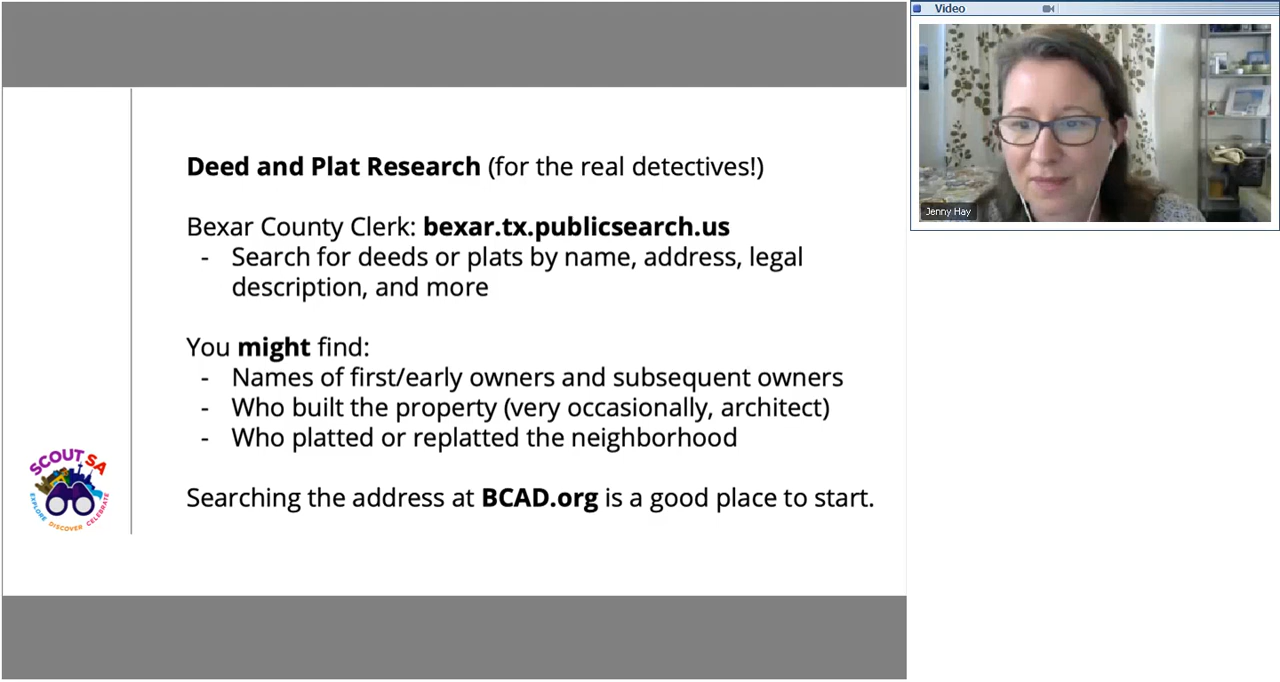 Video
Deed and Plat Research (for the real detectives!)
Bexar County Clerk: bexar.tx.publicsearch.us
- Search for deeds or plats by name, address, legal
description, and more
You might find:
- Names of first/early owners and subsequent owners
- Who built the property (very occasionally, architect)
- Who platted or replatted the neighborhood
Searching the address at BCAD.org is a good place to start.
SCOUT SA
EXPLORE DISCOVER CELEBRATE
Jenny Hay